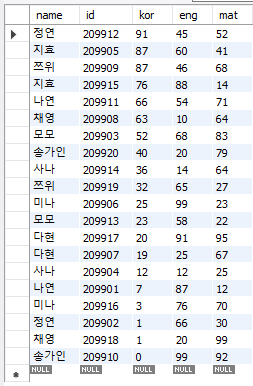 name id kor eng mat
정연 209912 91 45 52
지효 209905 87 60 41
쯔위 209909 87 46 68
지효 209915 76 88 14
나연 209911 66 54 71
채영 209908 63 10 64
모모 209903 52 68 83
송가인 209920 40 20 79
사나 209914 36 14 64
쯔위 209919 32 65 27
미나 209906 25 99 23
모모 209913 23 58 22
다현 209917 20 91 95
다현 209907 19 25 67
사나 209904 12 12 25
나연 209901 7 87 12
미나 209916 3 76 70
정연 209902 1 66 30
채영 209918 1 20 99
송가인 209910 0 99 92
NULL NULL NULL NULL NULL